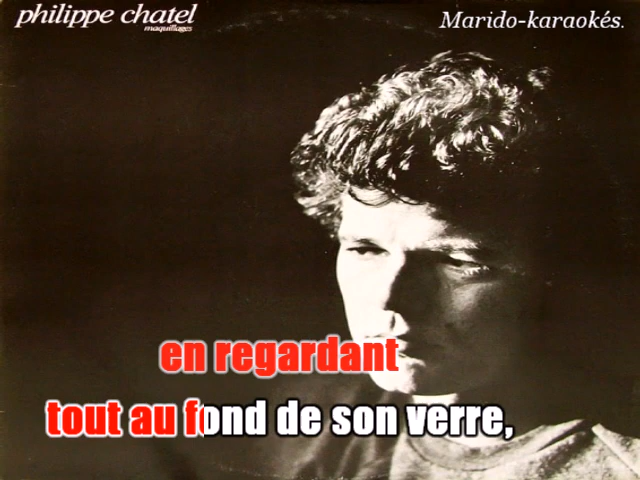 philippe chatel
maquillages
Marido-karaokés.
en regardant
tout au fond de son verre,